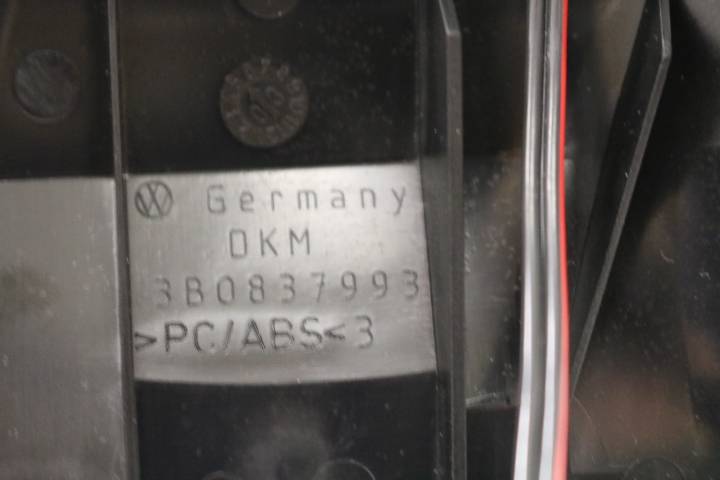 Germany
DKM
3B0837993
>PC/ABS<3